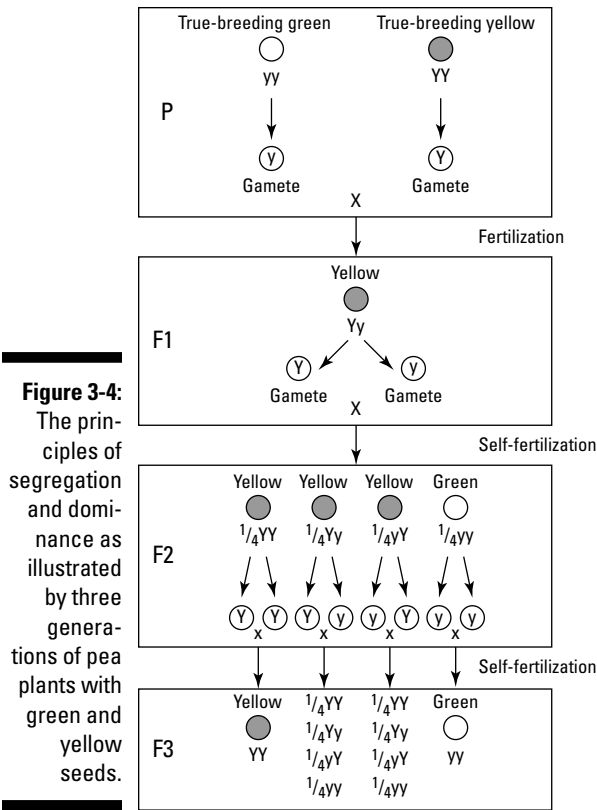 True-breeding green True-breeding yellow
yy YY
P
y Y
Gamete Gamete
X
Fertilization
Yellow
Yy
F1
Y y
Gamete Gamete
X
Self-fertilization
Yellow Yellow Yellow Green
1/4YY 1/4Yy 1/4yY 1/4yy
F2
Y Y Y y y Y y y
x x x x
Self-fertilization
Yellow 1/4YY 1/4YY Green
1/4Yy 1/4Yy
F3
YY 1/4yY 1/4yY yy
1/4yy 1/4yy
Figure 3-4:
The prin-
ciples of
segregation
and domi-
nance as
illustrated
by three
genera-
tions of pea
plants with
green and
yellow
seeds.